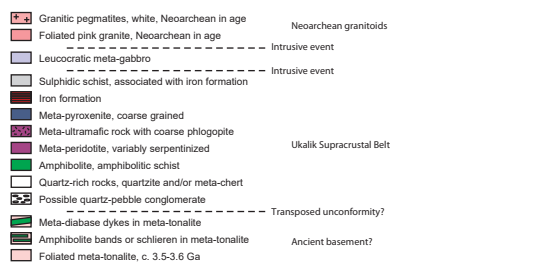 Granitic pegmatites, white, Neoarchean in age
Neoarchean granitoids
Foliated pink granite, Neoarchean in age
Intrusive event
Leucocratic meta-gabbro
Intrusive event
Sulphidic schist, associated with iron formation
Iron formation
Meta-pyroxenite, coarse grained
Meta-ultramafic rock with coarse phlogopite
Meta-peridotite, variably serpentinized
Ukalik Supracrustal Belt
Amphibolite, amphibolitic schist
Quartz-rich rocks, quartzite and/or meta-chert
Possible quartz-pebble conglomerate
Transposed unconformity?
Meta-diabase dykes in meta-tonalite
Amphibolite bands or schlieren in meta-tonalite
Ancient basement?
Foliated meta-tonalite, c. 3.5-3.6 Ga